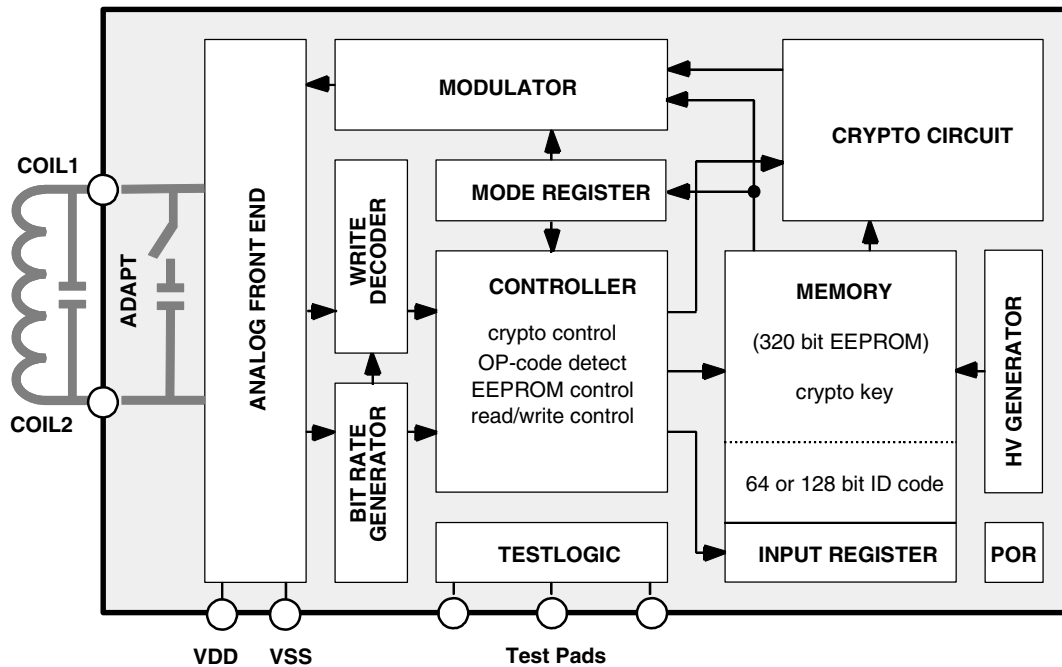 MODULATOR
CRYPTO CIRCUIT
COIL1
MODE REGISTER
ADAPT
ANALOG FRONT END
WRITE
DECODER
CONTROLLER
crypto control
OP-code detect
EEPROM control
read/write control
MEMORY
(320 bit EEPROM)
crypto key
64 or 128 bit ID code
HV GENERATOR
COIL2
BIT RATE
GENERATOR
TESTLOGIC
INPUT REGISTER
POR
VDD
VSS
Test Pads